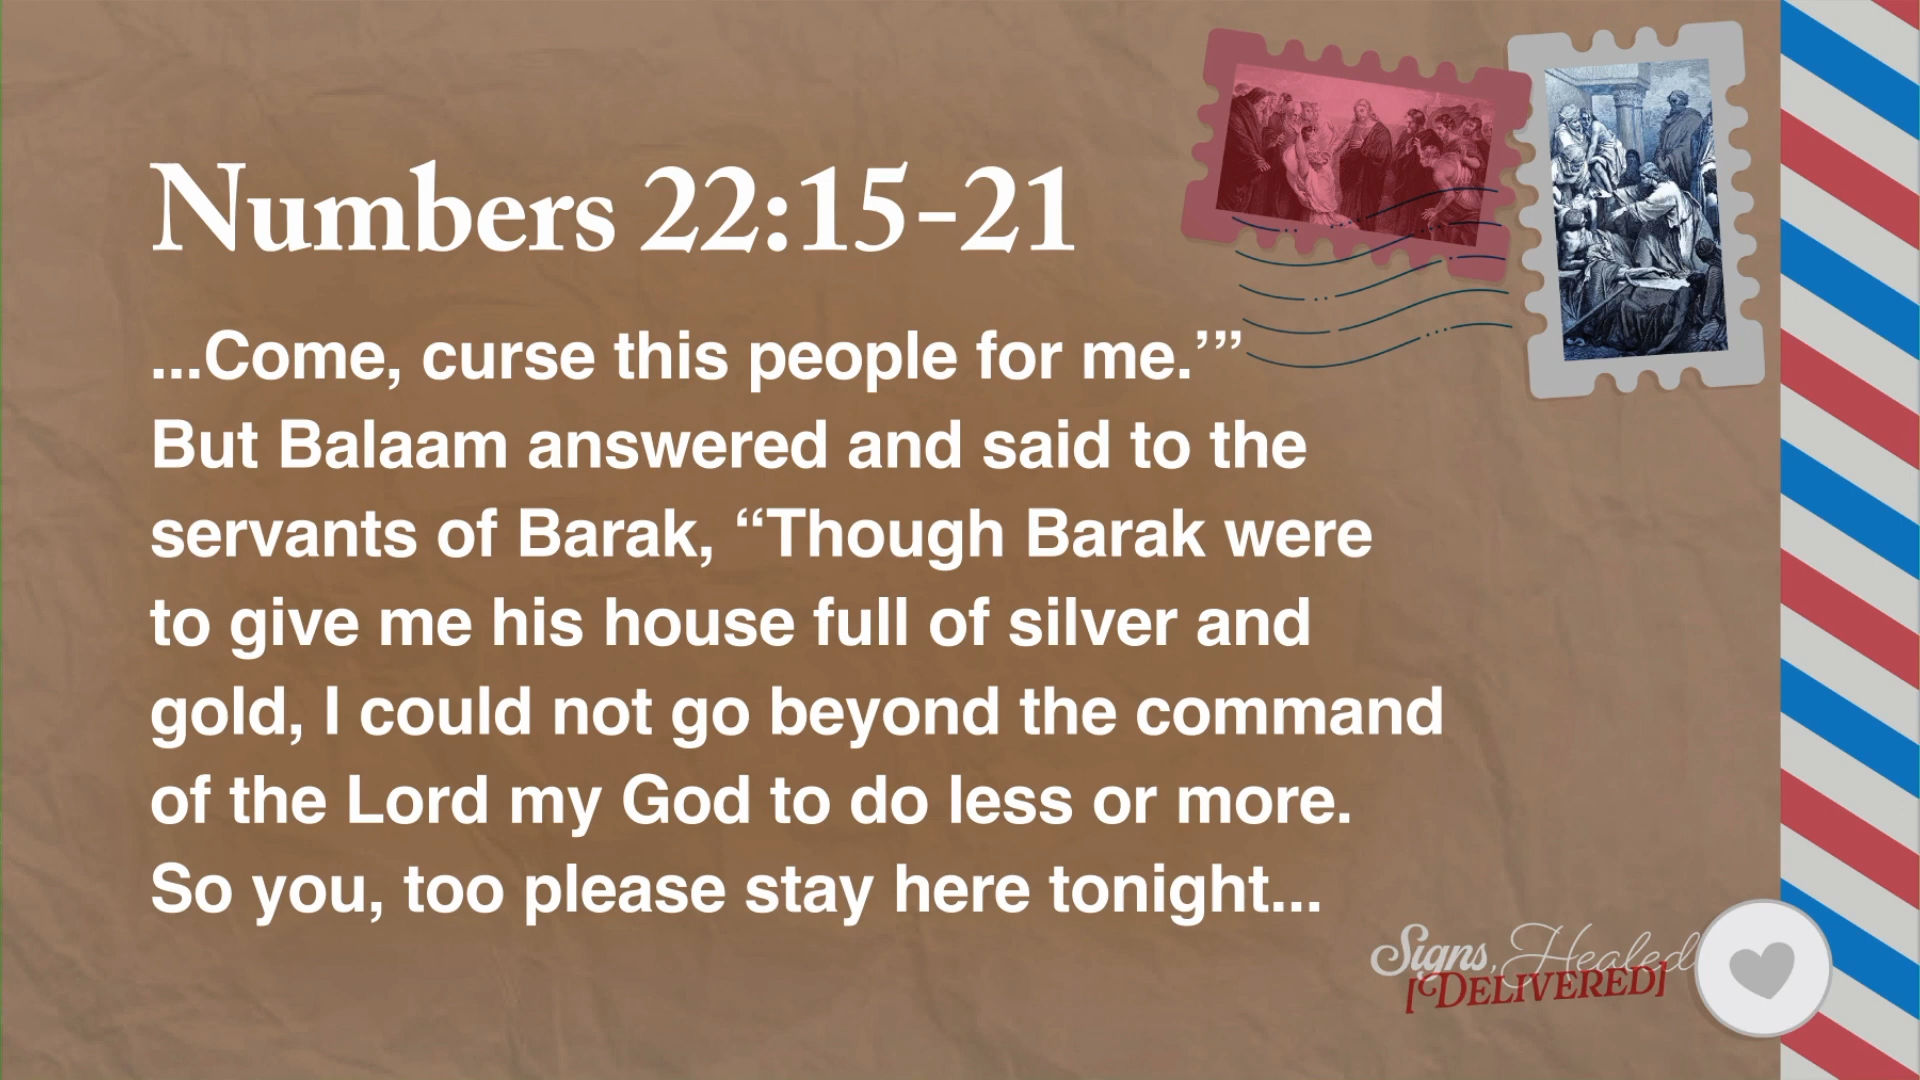 Numbers 22:15-21
...Come, curse this people for me.’”
But Balaam answered and said to the
servants of Barak, “Though Barak were
to give me his house full of silver and
gold, I could not go beyond the command
of the Lord my God to do less or more.
So you, too please stay here tonight...
Signs, Healed
[DELIVERED]